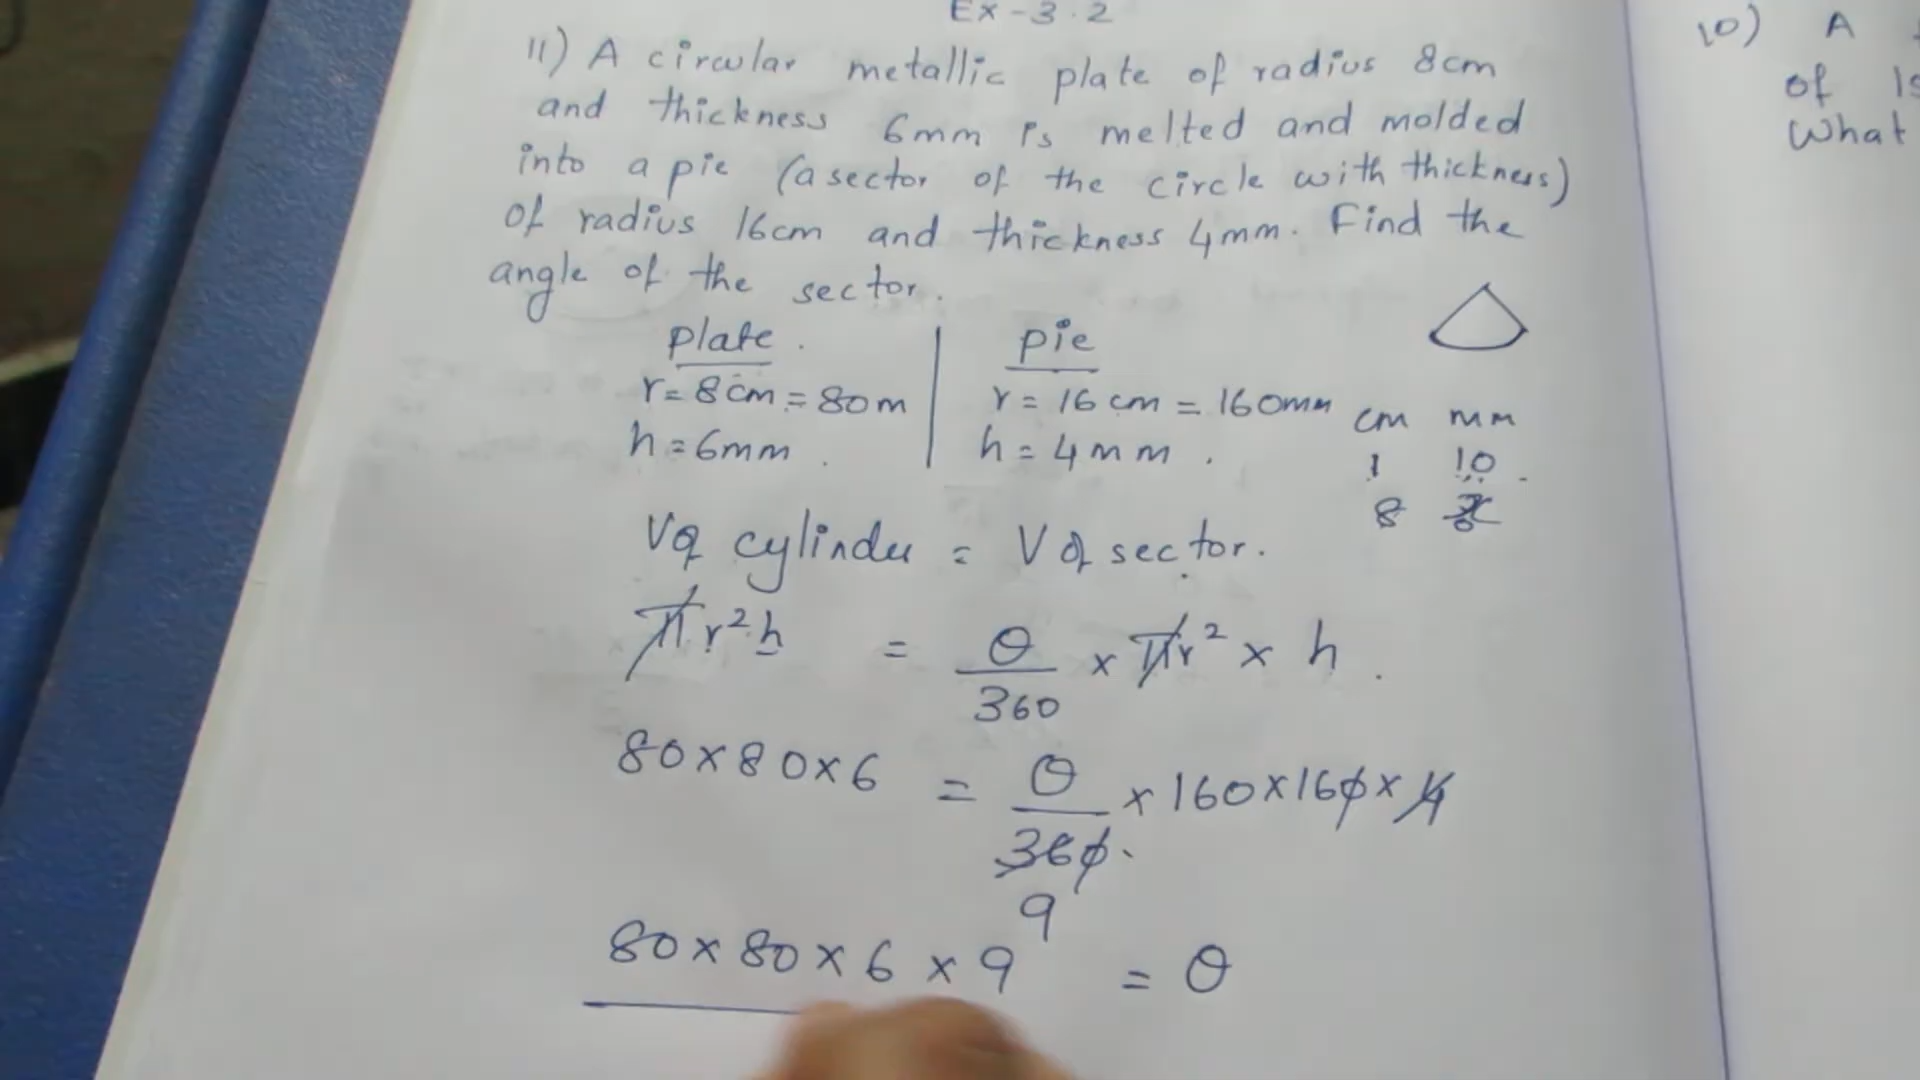 Ex-3.2
11) A circular metallic plate of radius 8cm
and thickness 6mm is melted and molded
into a pie (a sector of the circle with thickness)
of radius 16cm and thickness 4mm. Find the
angle of the sector.
plate.
r=8cm=80m
h=6mm.
pie
r=16cm=160mm
h=4mm.
cm mm
1 10
8
V of cylinder = V of sector.
πr²h = θ/360 × πr² × h.
80×80×6 = θ/360 × 160×160×4
9
80×80×6×9 = θ
10) A
of
What